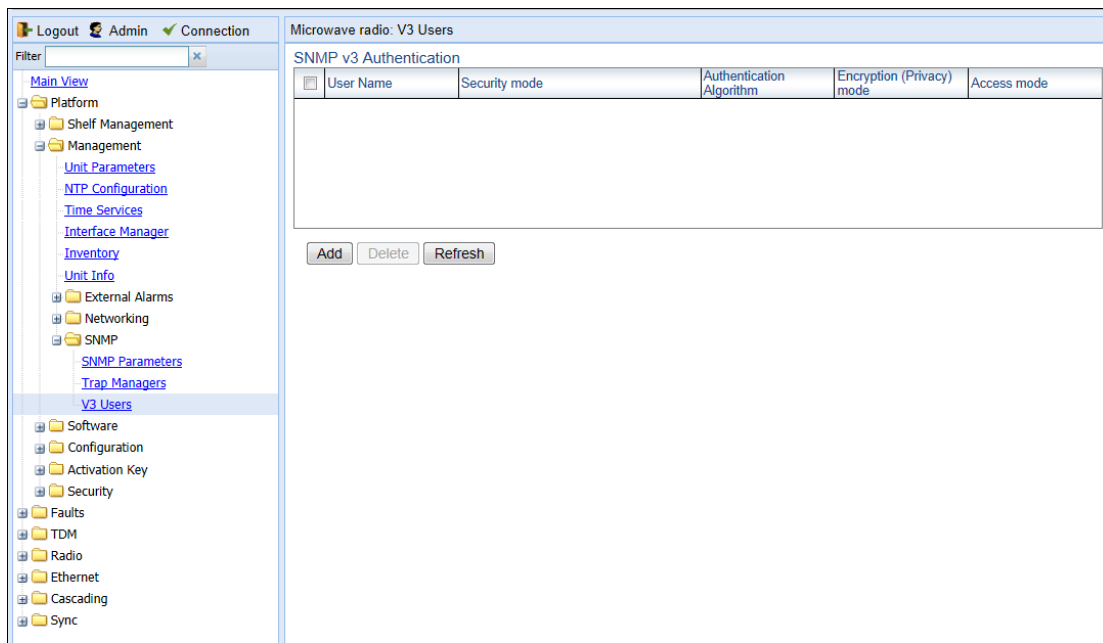 Logout Admin Connection
Filter
Main View
Platform
Shelf Management
Management
Unit Parameters
NTP Configuration
Time Services
Interface Manager
Inventory
Unit Info
External Alarms
Networking
SNMP
SNMP Parameters
Trap Managers
V3 Users
Software
Configuration
Activation Key
Security
Faults
TDM
Radio
Ethernet
Cascading
Sync
Microwave radio: V3 Users
SNMP v3 Authentication
User Name
Security mode
Authentication
Algorithm
Encryption (Privacy)
mode
Access mode
Add Delete Refresh